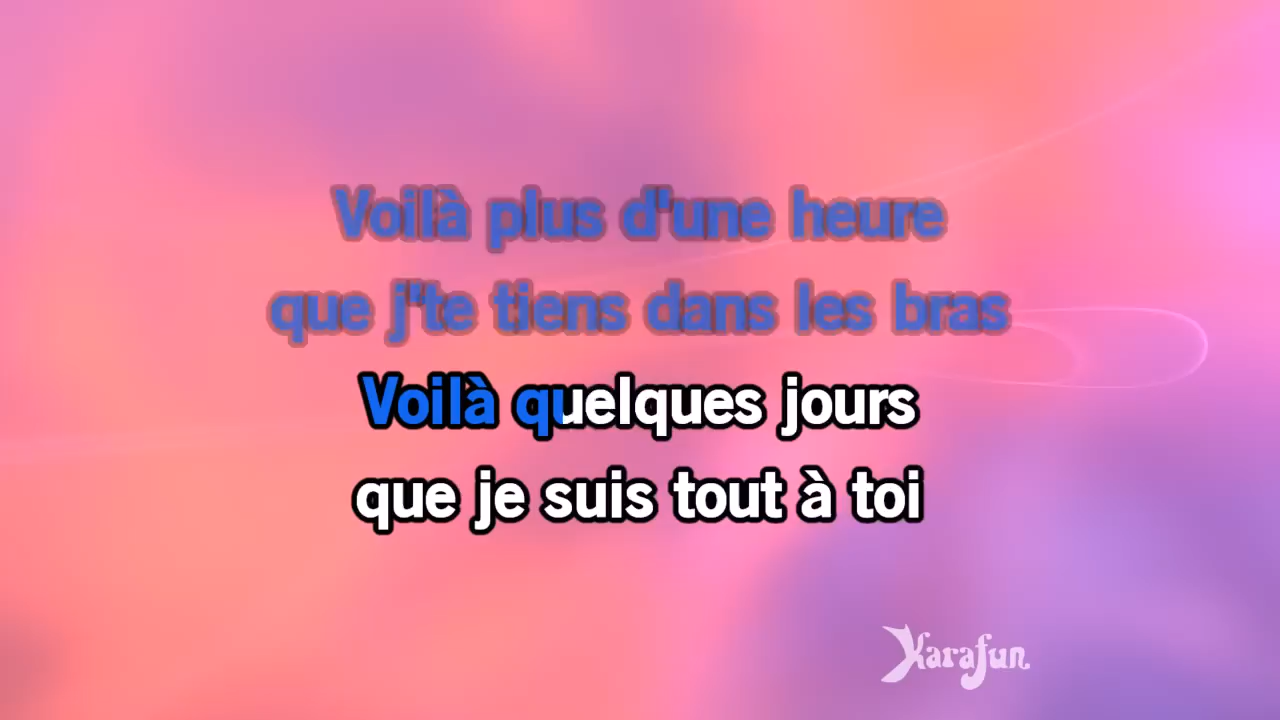 Voilà plus d'une heure
que j'te tiens dans les bras
Voilà quelques jours
que je suis tout à toi
Karafun